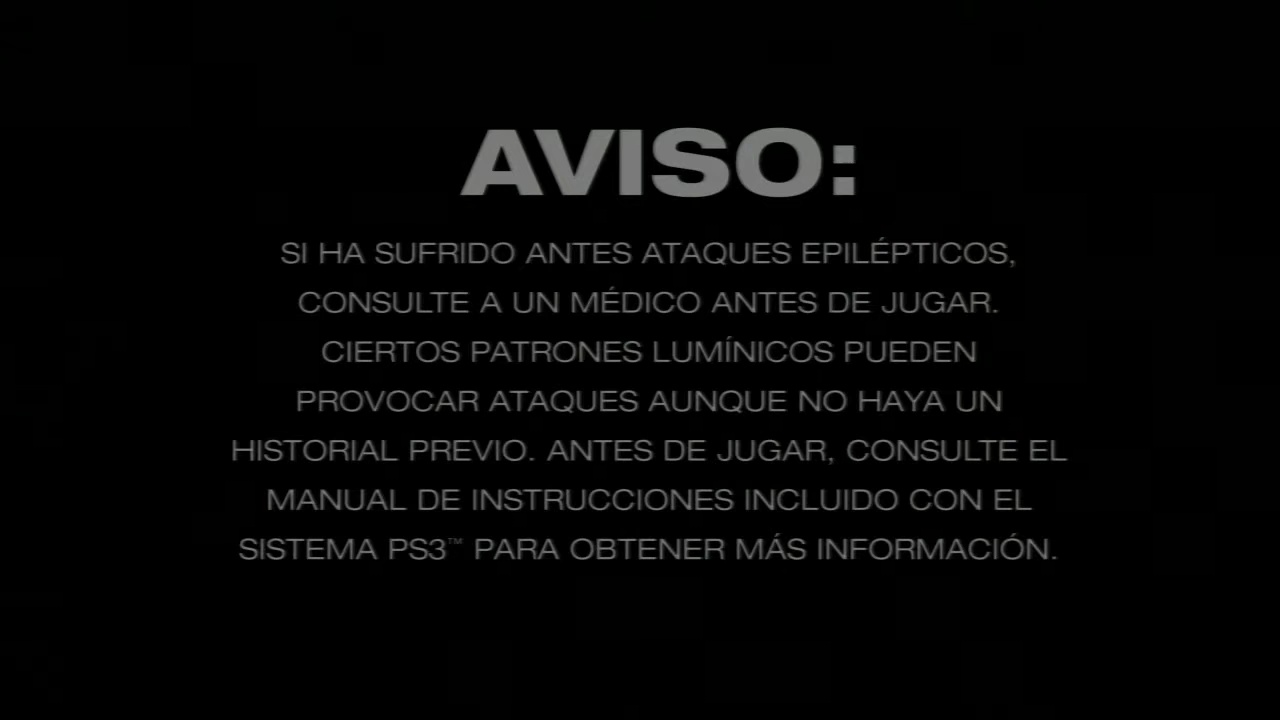 AVISO:
SI HA SUFRIDO ANTES ATAQUES EPILÉPTICOS,
CONSULTE A UN MÉDICO ANTES DE JUGAR.
CIERTOS PATRONES LUMÍNICOS PUEDEN
PROVOCAR ATAQUES AUNQUE NO HAYA UN
HISTORIAL PREVIO. ANTES DE JUGAR, CONSULTE EL
MANUAL DE INSTRUCCIONES INCLUIDO CON EL
SISTEMA PS3™ PARA OBTENER MÁS INFORMACIÓN.